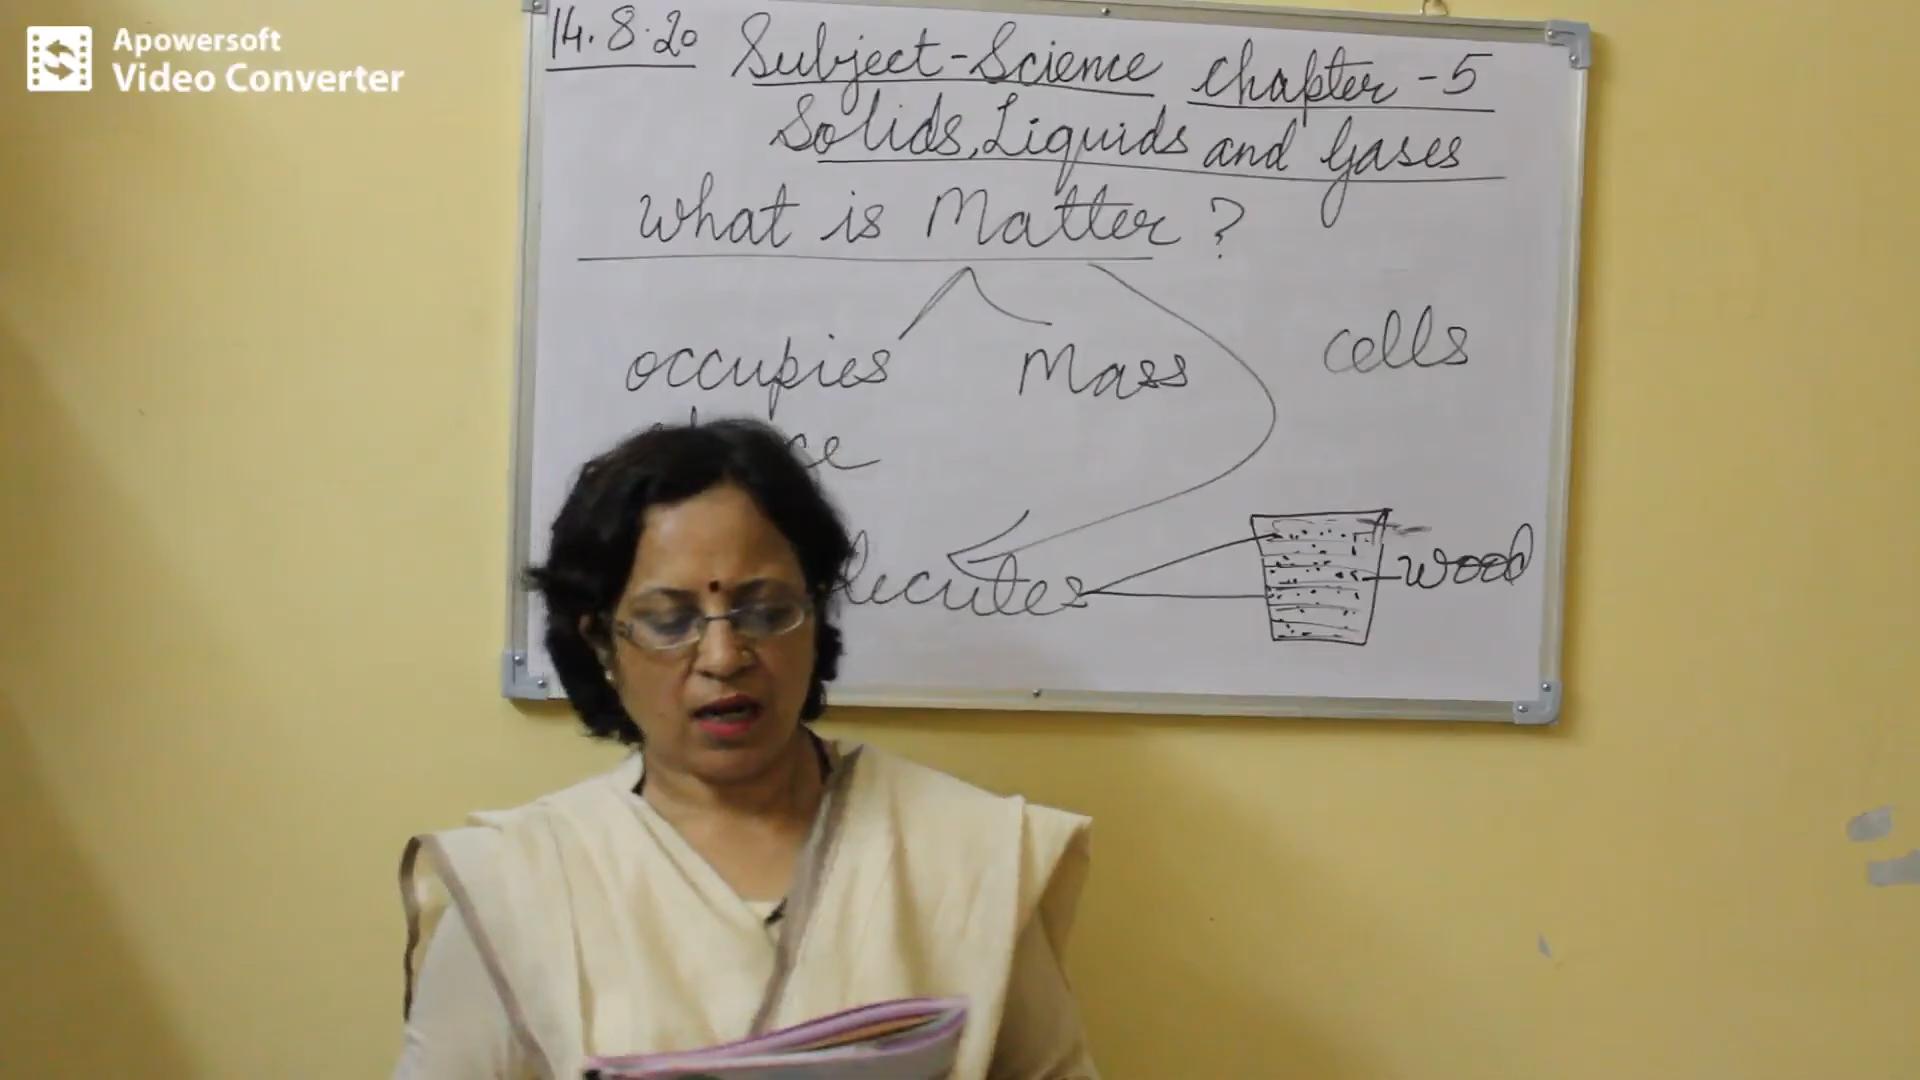 Apowersoft
Video Converter
14.8.20
Subject-Science chapter-5
Solids, Liquids and Gases
What is Matter ?
occupies Mass cells
wood